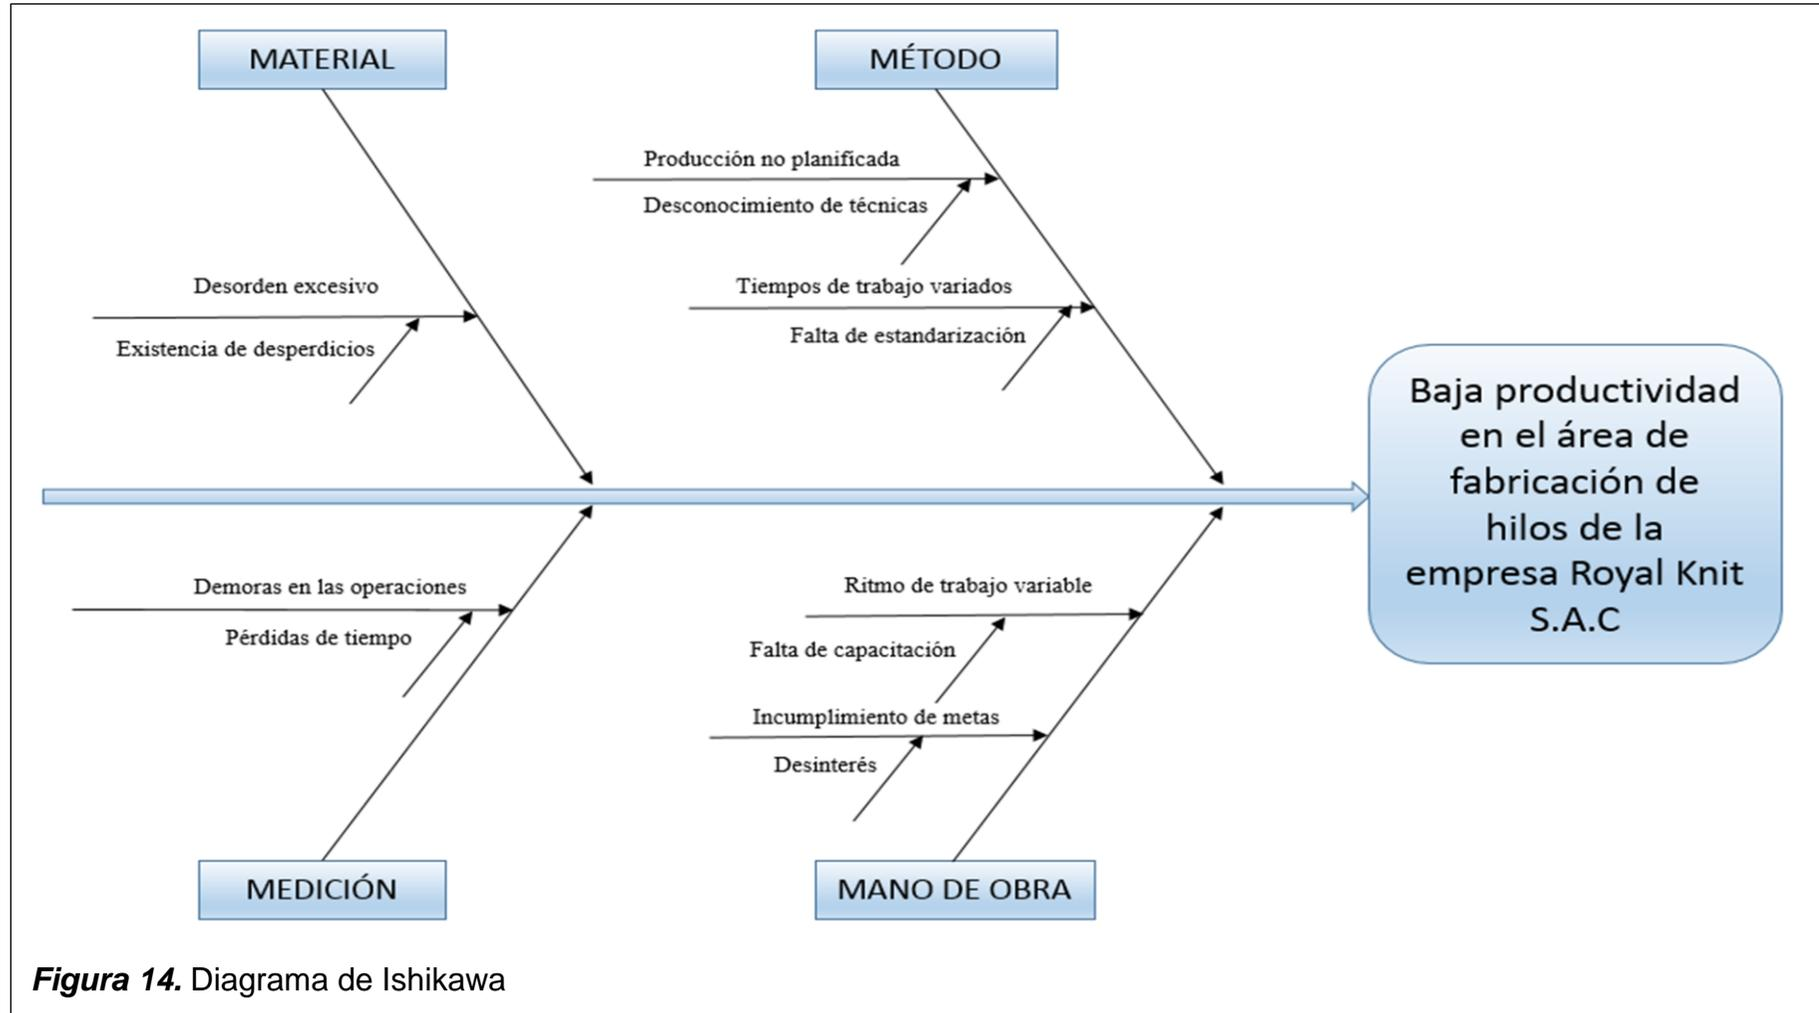 MATERIAL
MÉTODO
Producción no planificada
Desconocimiento de técnicas
Desorden excesivo
Tiempos de trabajo variados
Existencia de desperdicios
Falta de estandarización
Baja productividad
en el área de
fabricación de
hilos de la
empresa Royal Knit
S.A.C
Demoras en las operaciones
Ritmo de trabajo variable
Pérdidas de tiempo
Falta de capacitación
Incumplimiento de metas
Desinterés
MEDICIÓN
MANO DE OBRA
Figura 14. Diagrama de Ishikawa